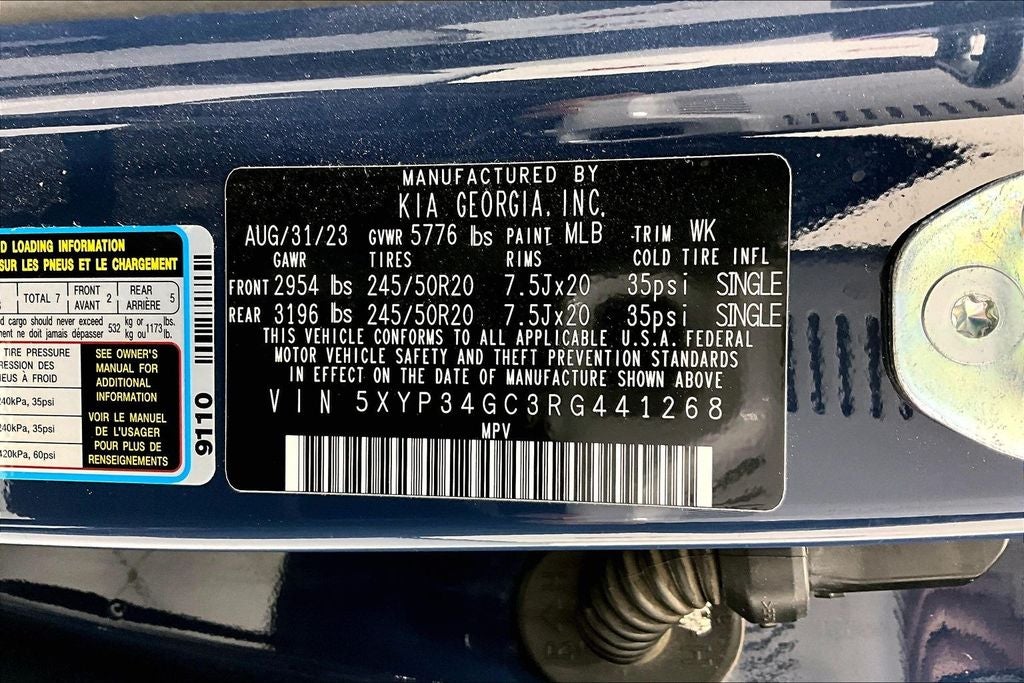 MANUFACTURED BY
KIA GEORGIA, INC.
AUG/31/23 GVWR 5776 lbs PAINT MLB TRIM WK
GAWR TIRES RIMS COLD TIRE INFL
FRONT 2954 lbs 245/50R20 7.5Jx20 35psi SINGLE
REAR 3196 lbs 245/50R20 7.5Jx20 35psi SINGLE
THIS VEHICLE CONFORMS TO ALL APPLICABLE U.S.A. FEDERAL
MOTOR VEHICLE SAFETY AND THEFT PREVENTION STANDARDS
IN EFFECT ON THE DATE OF MANUFACTURE SHOWN ABOVE
VIN 5XYP34GC3RG441268
MPV
D LOADING INFORMATION
SUR LES PNEUS ET LE CHARGEMENT
TOTAL 7 FRONT AVANT 2 REAR ARRIÈRE 5
d cargo should never exceed 532 kg or 1173 lbs.
ent ne doit jamais dépasser kg ou lb.
TIRE PRESSURE
RESSION DES
NEUS À FROID
240kPa, 35psi
240kPa, 35psi
420kPa, 60psi
SEE OWNER'S
MANUAL FOR
ADDITIONAL
INFORMATION
VOIR LE MANUEL
DE L'USAGER
POUR PLUS DE
RENSEIGNEMENTS
9110